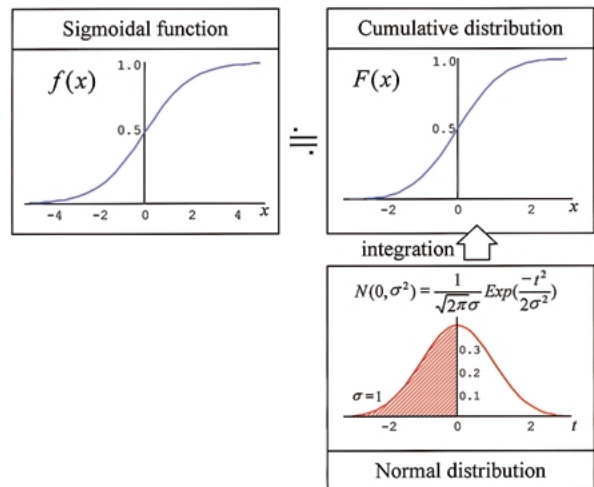 Sigmoidal function
f(x)
1.0
0.5
-4 -2 0 2 4 x
≒
Cumulative distribution
F(x)
1.0
0.5
-2 0 2 x
integration
N(0,σ²) = 1/√2πσ Exp(-t²/2σ²)
0.3
0.2
0.1
σ=1
-2 0 2 t
Normal distribution